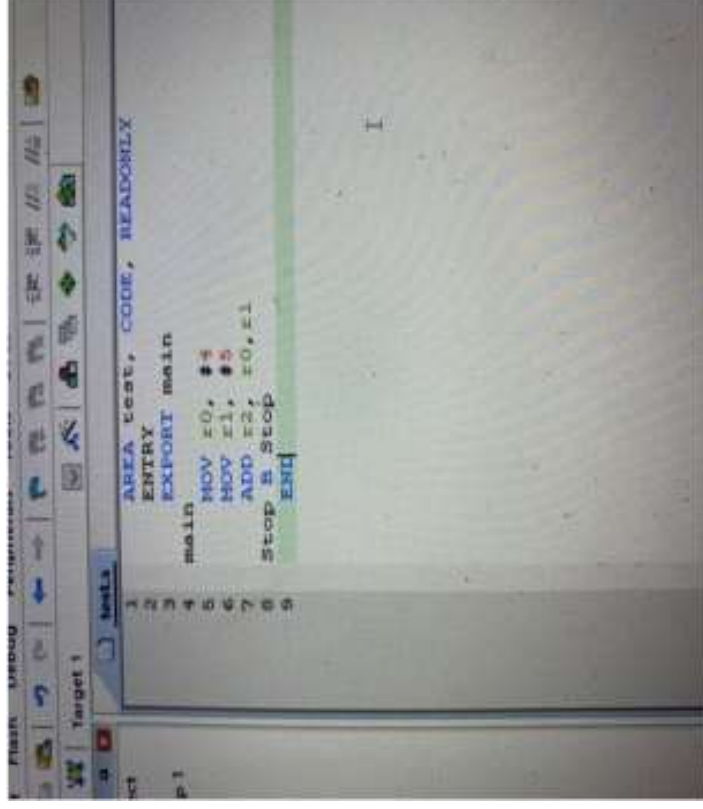 Flash Debug
Target 1
test.s
1 AREA test, CODE, READONLY
2 ENTRY
3 EXPORT main
4 main
5 MOV r0, #4
6 MOV r1, #5
7 ADD r2, r0,r1
8 Stop B Stop
9 END